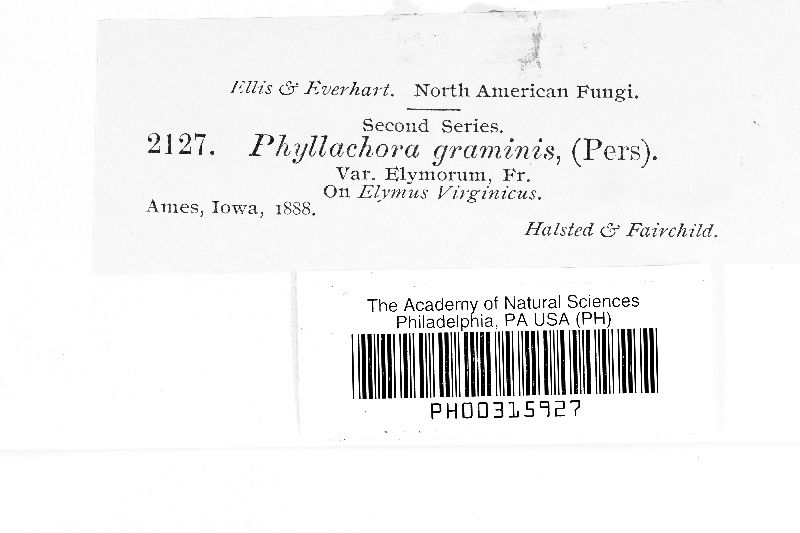 Ellis & Everhart. North American Fungi.
Second Series.
2127. Phyllachora graminis, (Pers).
Var. Elymorum, Fr.
On Elymus Virginicus.
Ames, Iowa, 1888.
Halsted & Fairchild.
The Academy of Natural Sciences
Philadelphia, PA USA (PH)
PH00315927